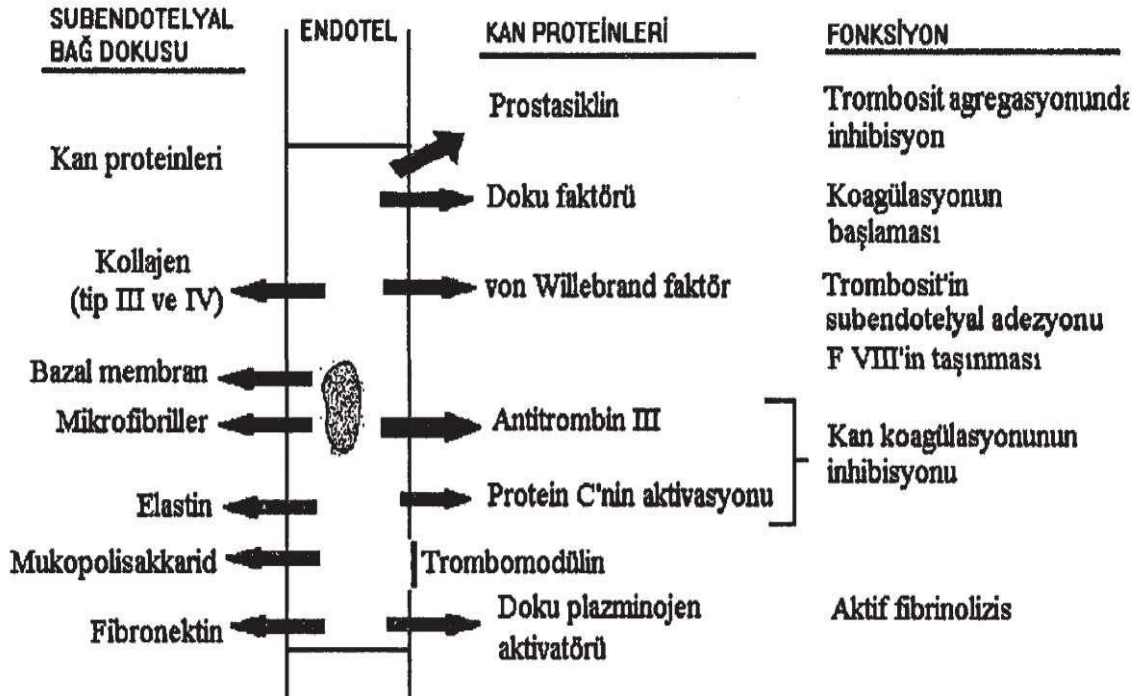 SUBENDOTELYAL
BAĞ DOKUSU
ENDOTEL
KAN PROTEİNLERİ
FONKSİYON
Kan proteinleri
Kollajen
(tip III ve IV)
Bazal membran
Mikrofibriller
Elastin
Mukopolisakkarid
Fibronektin
Prostasiklin
Doku faktörü
von Willebrand faktör
Antitrombin III
Protein C'nin aktivasyonu
Trombomodülin
Doku plazminojen
aktivatörü
Trombosit agregasyonunda
inhibisyon
Koagülasyonun
başlaması
Trombosit'in
subendotelyal adezyonu
F VIII'in taşınması
Kan koagülasyonunun
inhibisyonu
Aktif fibrinolizis